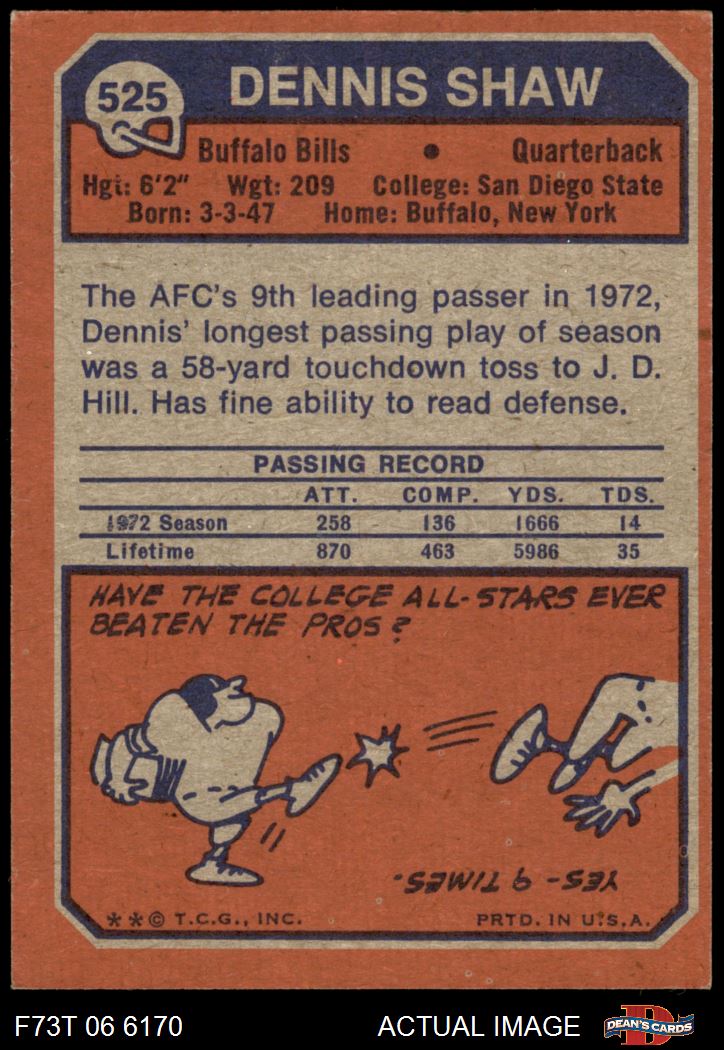 525
DENNIS SHAW
Buffalo Bills • Quarterback
Hgt: 6'2" Wgt: 209 College: San Diego State
Born: 3-3-47 Home: Buffalo, New York
The AFC's 9th leading passer in 1972,
Dennis' longest passing play of season
was a 58-yard touchdown toss to J. D.
Hill. Has fine ability to read defense.
PASSING RECORD
ATT. COMP. YDS. TDS.
1972 Season 258 136 1666 14
Lifetime 870 463 5986 35
HAVE THE COLLEGE ALL-STARS EVER
BEATEN THE PROS?
YES- 9 TIMES.
**© T.C.G., INC. PRTD. IN U.S.A.
F73T 06 6170 ACTUAL IMAGE DEAN'S CARDS